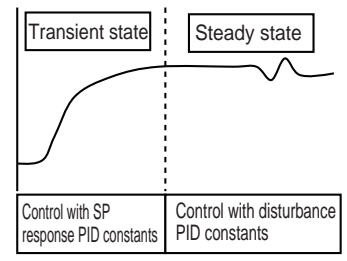 Transient state
Steady state
Control with SP
response PID constants
Control with disturbance
PID constants